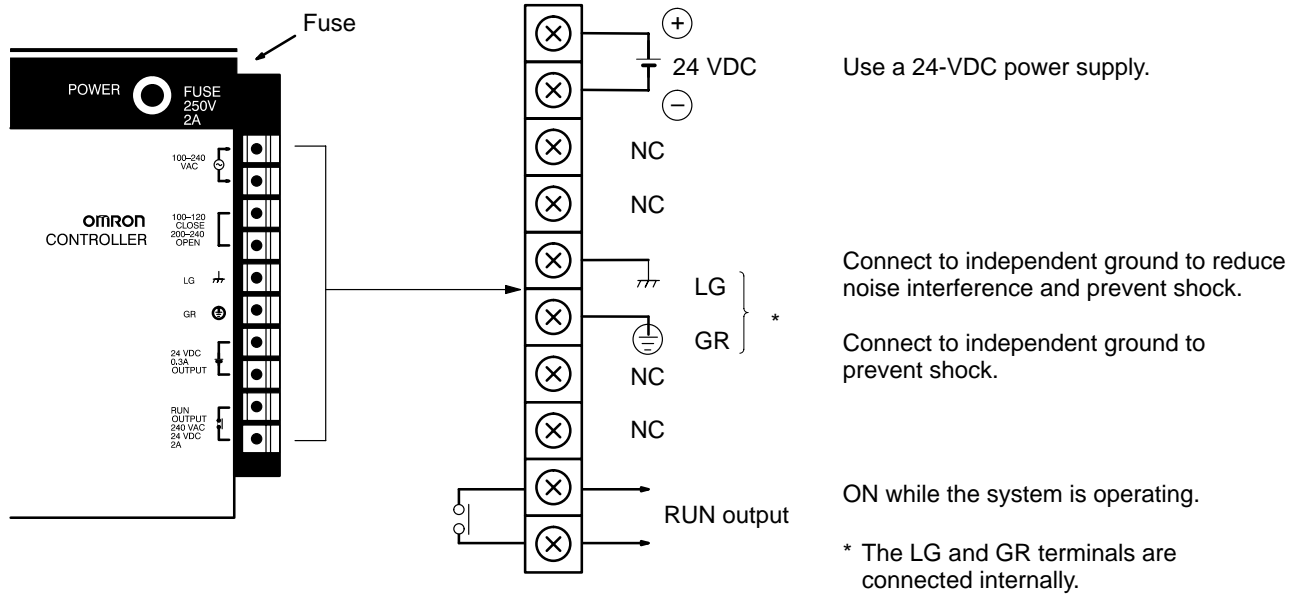 Fuse
POWER
FUSE
250V
2A
100–240
VAC
OMRON
CONTROLLER
100–120
CLOSE
200–240
OPEN
LG
GR
24 VDC
0.3A
OUTPUT
RUN
OUTPUT
240 VAC
24 VDC
2A
+
24 VDC
−
NC
NC
LG
GR
*
NC
NC
RUN output
Use a 24-VDC power supply.
Connect to independent ground to reduce
noise interference and prevent shock.
Connect to independent ground to
prevent shock.
ON while the system is operating.
* The LG and GR terminals are
connected internally.